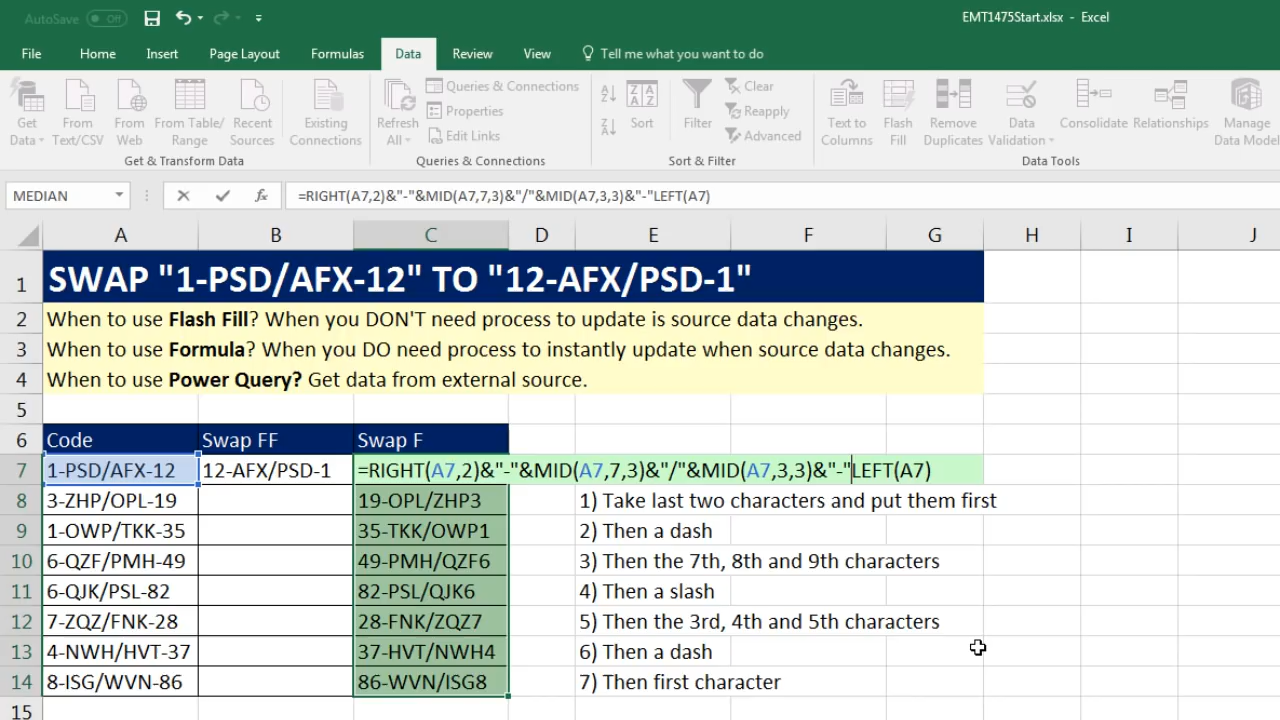 AutoSave Off
EMT1475Start.xlsx - Excel
File Home Insert Page Layout Formulas Data Review View Tell me what you want to do
Get Data From Text/CSV From Web From Table/ Range Recent Sources Existing Connections
Get & Transform Data
Refresh All Queries & Connections Properties Edit Links
Queries & Connections
Sort Filter Clear Reapply Advanced
Sort & Filter
Text to Columns Flash Fill Remove Duplicates Data Validation Consolidate Relationships Manage Data Model
Data Tools
MEDIAN fx =RIGHT(A7,2)&"-"&MID(A7,7,3)&"/"&MID(A7,3,3)&"-"LEFT(A7)
A B C D E F G H I J
1 SWAP "1-PSD/AFX-12" TO "12-AFX/PSD-1"
2 When to use Flash Fill? When you DON'T need process to update is source data changes.
3 When to use Formula? When you DO need process to instantly update when source data changes.
4 When to use Power Query? Get data from external source.
5
6 Code Swap FF Swap F
7 1-PSD/AFX-12 12-AFX/PSD-1 =RIGHT(A7,2)&"-"&MID(A7,7,3)&"/"&MID(A7,3,3)&"-"LEFT(A7)
8 3-ZHP/OPL-19 19-OPL/ZHP3 1) Take last two characters and put them first
9 1-OWP/TKK-35 35-TKK/OWP1 2) Then a dash
10 6-QZF/PMH-49 49-PMH/QZF6 3) Then the 7th, 8th and 9th characters
11 6-QJK/PSL-82 82-PSL/QJK6 4) Then a slash
12 7-ZQZ/FNK-28 28-FNK/ZQZ7 5) Then the 3rd, 4th and 5th characters
13 4-NWH/HVT-37 37-HVT/NWH4 6) Then a dash
14 8-ISG/WVN-86 86-WVN/ISG8 7) Then first character
15